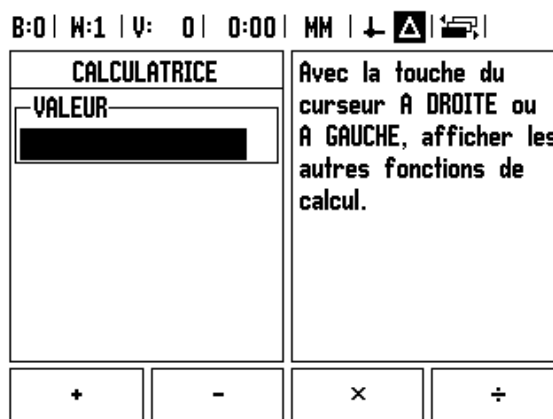 B:0 | W:1 | V: 0 | 0:00 | MM | Δ |
CALCULATRICE
VALEUR
Avec la touche du
curseur A DROITE ou
A GAUCHE, afficher les
autres fonctions de
calcul.
+ - × ÷